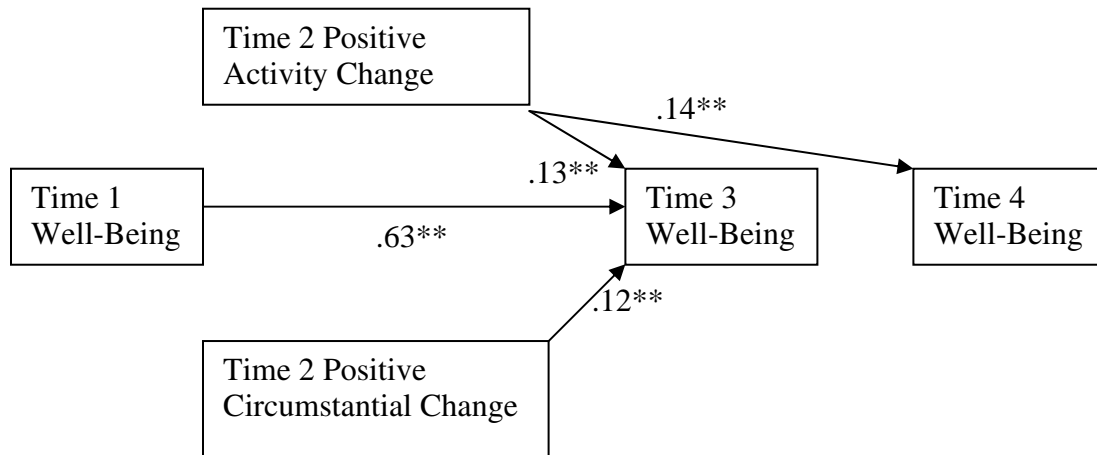 Time 2 Positive
Activity Change
.14**
.13**
Time 1
Well-Being
.63**
Time 3
Well-Being
Time 4
Well-Being
.12**
Time 2 Positive
Circumstantial Change